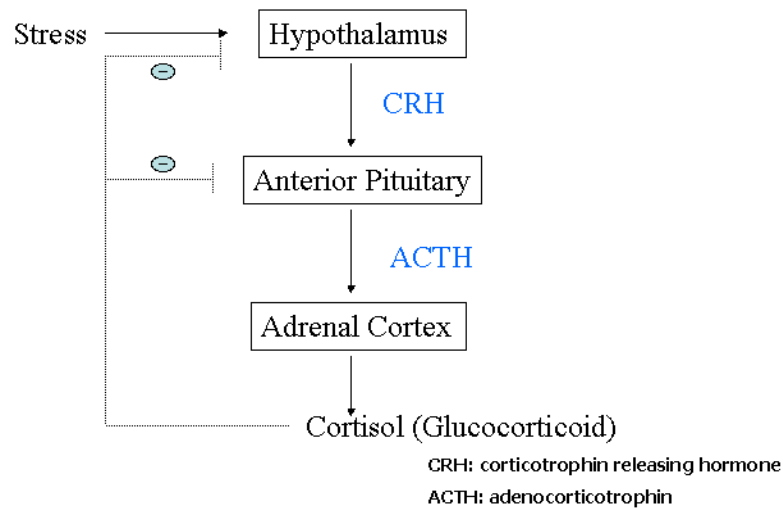 Stress
Hypothalamus
−
CRH
−
Anterior Pituitary
ACTH
Adrenal Cortex
Cortisol (Glucocorticoid)
CRH: corticotrophin releasing hormone
ACTH: adenocorticotrophin